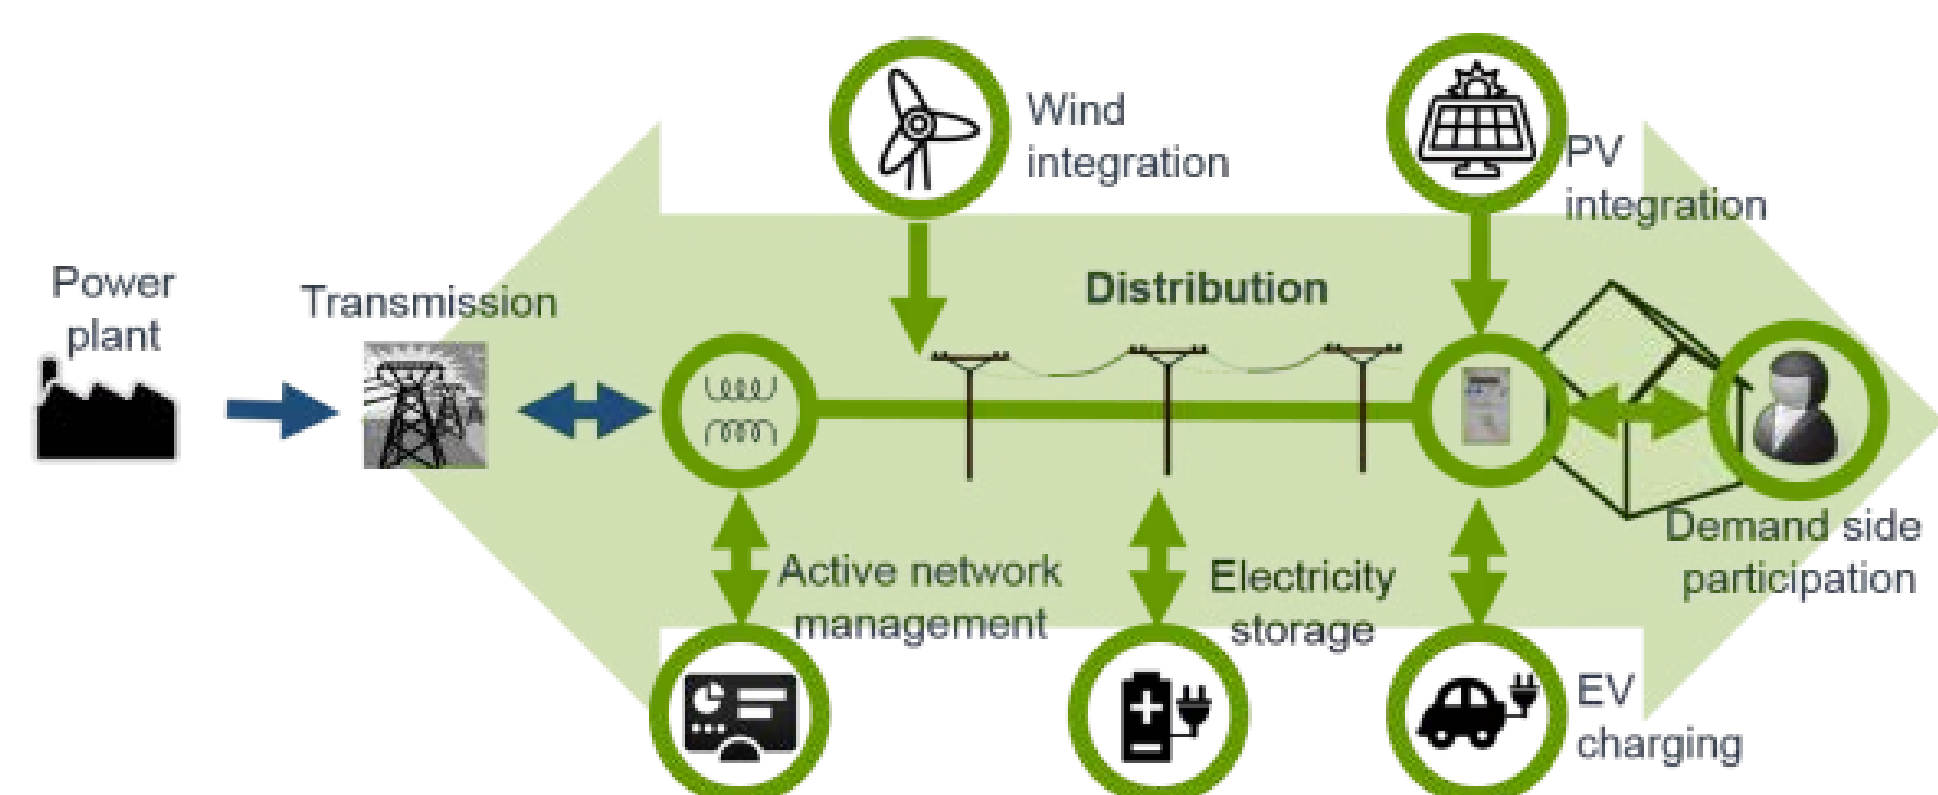 Wind
integration
PV
integration
Power
plant
Transmission
Distribution
Active network
management
Electricity
storage
Demand side
participation
EV
charging